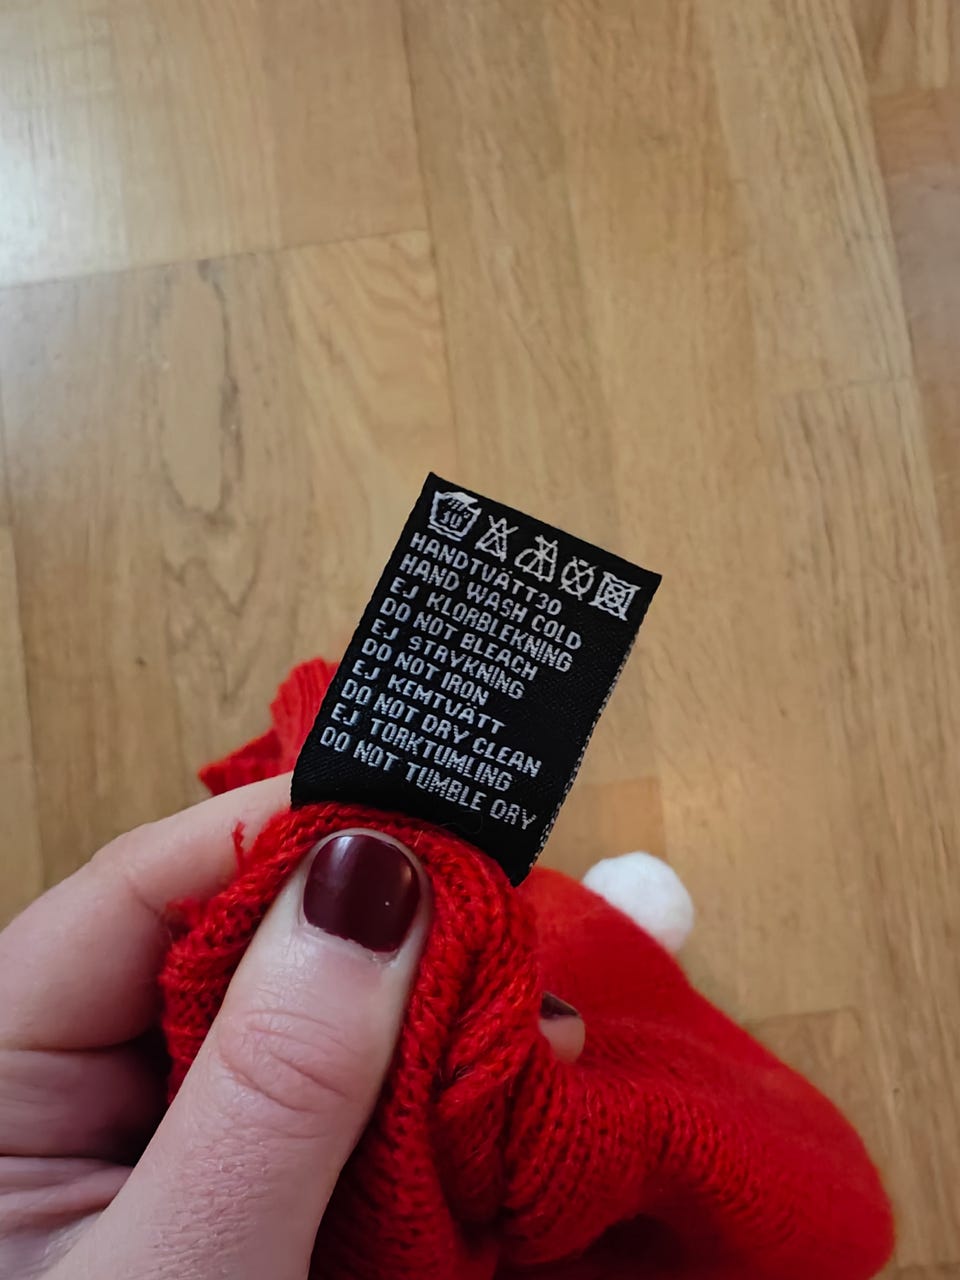 30
HANDTVÄTT30
HAND WASH COLD
EJ KLORBLEKNING
DO NOT BLEACH
EJ STRYKNING
DO NOT IRON
EJ KEMTVÄTT
DO NOT DRY CLEAN
EJ TORKTUMLING
DO NOT TUMBLE DRY